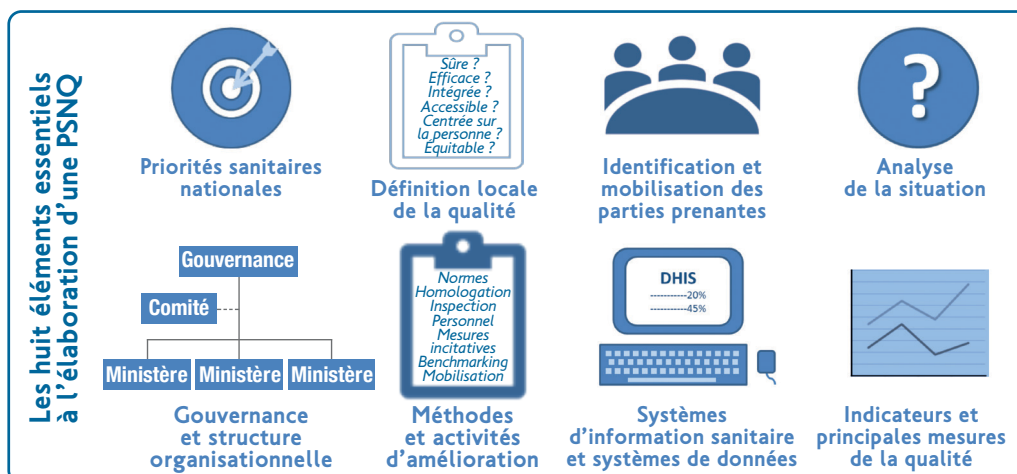 Les huit éléments essentiels
à l'élaboration d'une PSNQ
Priorités sanitaires
nationales
Sûre ?
Efficace ?
Intégrée ?
Accessible ?
Centrée sur
la personne ?
Equitable ?
Définition locale
de la qualité
Identification et
mobilisation des
parties prenantes
?
Analyse
de la situation
Gouvernance
Comité
Ministère
Ministère
Ministère
Gouvernance
et structure
organisationnelle
Normes
Homologation
Inspection
Personnel
Mesures
incitatives
Benchmarking
Mobilisation
Méthodes
et activités
d'amélioration
DHIS
-----------20%
-----------45%
Systèmes
d'information sanitaire
et systèmes de données
Indicateurs et
principales mesures
de la qualité